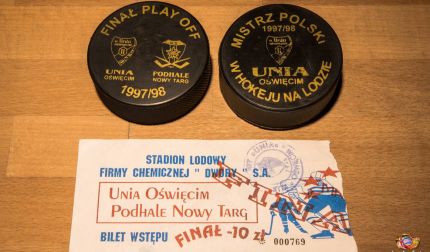 FINAŁ PLAY OFF
UNIA
OŚWIĘCIM
PODHALE
NOWY TARG
1997/98
MISTRZ POLSKI
1997/98
UNIA
OŚWIĘCIM
W HOKEJU NA LODZIE
STADION LODOWY
FIRMY CHEMICZNEJ "DWORY" S.A.
Unia Oświęcim
Podhale Nowy Targ
BILET WSTĘPU
FINAŁ -10 zł
* 000769
FINAŁ